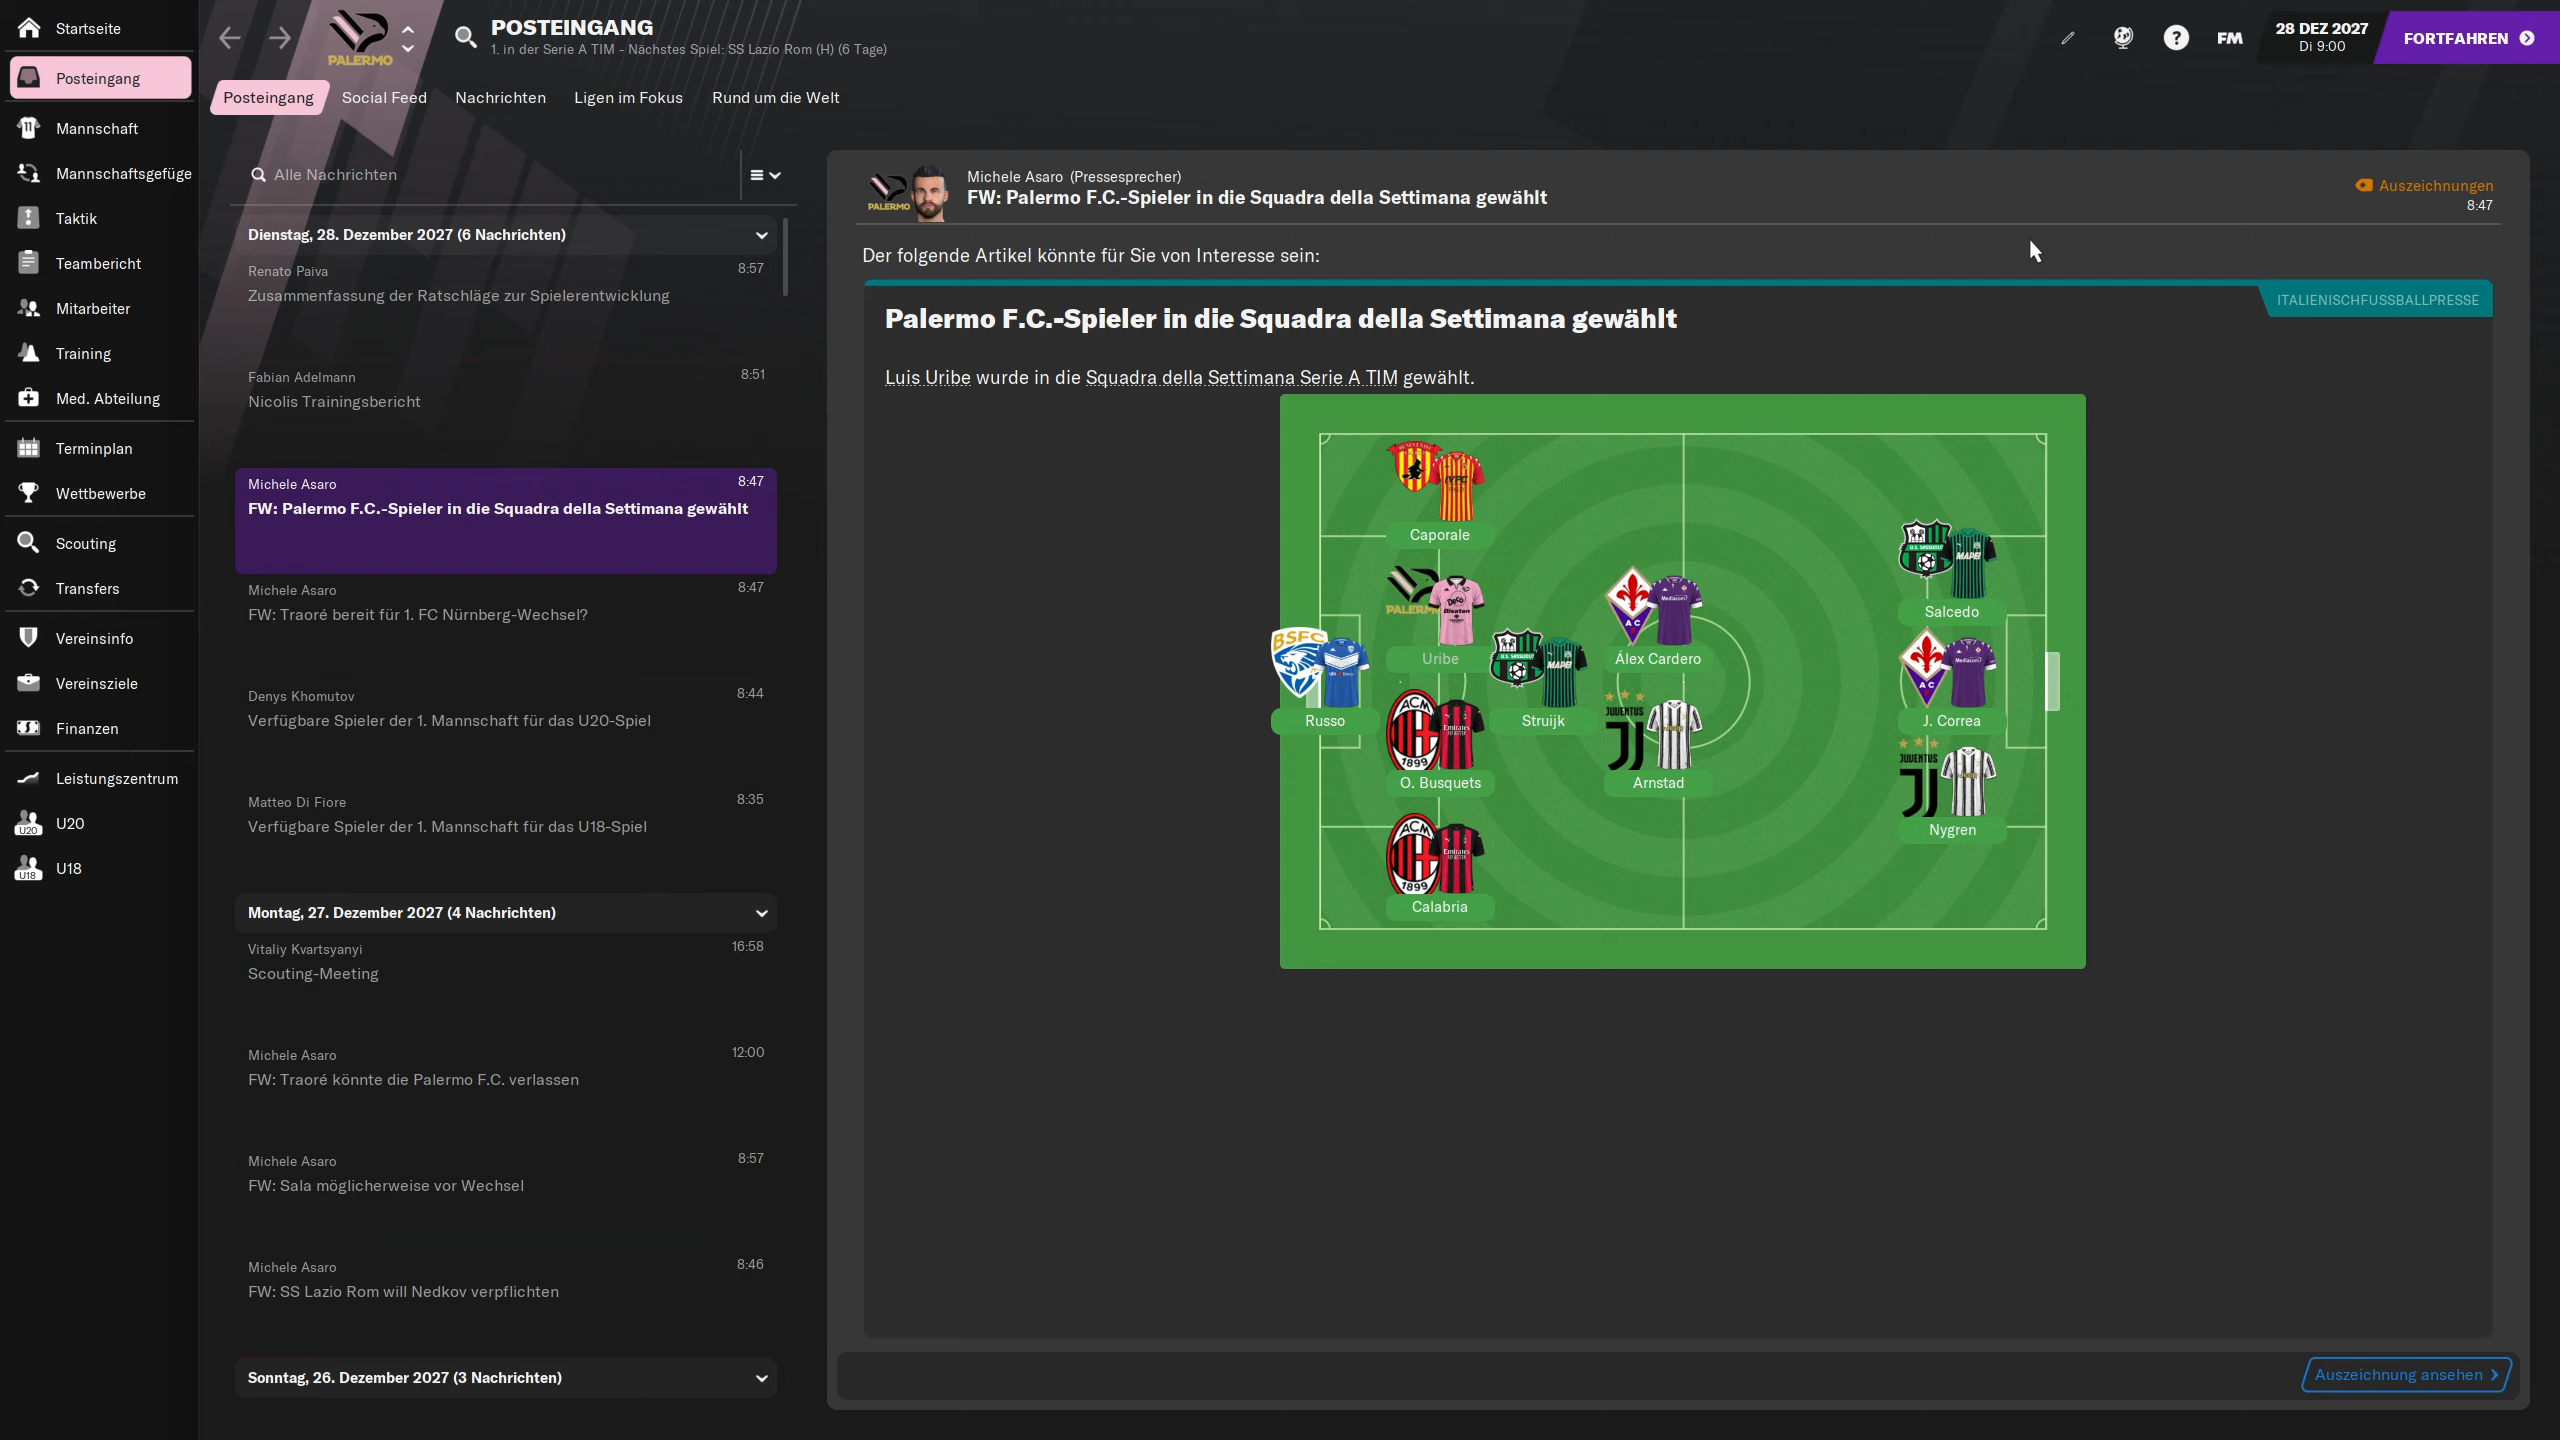 Startseite
Posteingang
Mannschaft
Mannschaftsgefüge
Taktik
Teambericht
Mitarbeiter
Training
Med. Abteilung
Terminplan
Wettbewerbe
Scouting
Transfers
Vereinsinfo
Vereinsziele
Finanzen
Leistungszentrum
U20
U20
U18
U18
PALERMO
POSTEINGANG
1. in der Serie A TIM - Nächstes Spiel: SS Lazio Rom (H) (6 Tage)
FM
28 DEZ 2027
Di 9:00
FORTFAHREN
Posteingang
Social Feed
Nachrichten
Ligen im Fokus
Rund um die Welt
Alle Nachrichten
Dienstag, 28. Dezember 2027 (6 Nachrichten)
Renato Paiva 8:57
Zusammenfassung der Ratschläge zur Spielerentwicklung
Fabian Adelmann 8:51
Nicolis Trainingsbericht
Michele Asaro 8:47
FW: Palermo F.C.-Spieler in die Squadra della Settimana gewählt
Michele Asaro 8:47
FW: Traoré bereit für 1. FC Nürnberg-Wechsel?
Denys Khomutov 8:44
Verfügbare Spieler der 1. Mannschaft für das U20-Spiel
Matteo Di Fiore 8:35
Verfügbare Spieler der 1. Mannschaft für das U18-Spiel
Montag, 27. Dezember 2027 (4 Nachrichten)
Vitaliy Kvartsyanyi 16:58
Scouting-Meeting
Michele Asaro 12:00
FW: Traoré könnte die Palermo F.C. verlassen
Michele Asaro 8:57
FW: Sala möglicherweise vor Wechsel
Michele Asaro 8:46
FW: SS Lazio Rom will Nedkov verpflichten
Sonntag, 26. Dezember 2027 (3 Nachrichten)
PALERMO
Michele Asaro (Pressesprecher)
FW: Palermo F.C.-Spieler in die Squadra della Settimana gewählt
Auszeichnungen
8:47
Der folgende Artikel könnte für Sie von Interesse sein:
ITALIENISCHFUSSBALLPRESSE
Palermo F.C.-Spieler in die Squadra della Settimana gewählt
Luis Uribe wurde in die Squadra della Settimana Serie A TIM gewählt.
Caporale
Salcedo
Uribe
Álex Cardero
Russo
Struijk
J. Correa
O. Busquets
Arnstad
Nygren
Calabria
BSFC
ACM
1899
ACM
1899
JUVENTUS
JUVENTUS
Auszeichnung ansehen